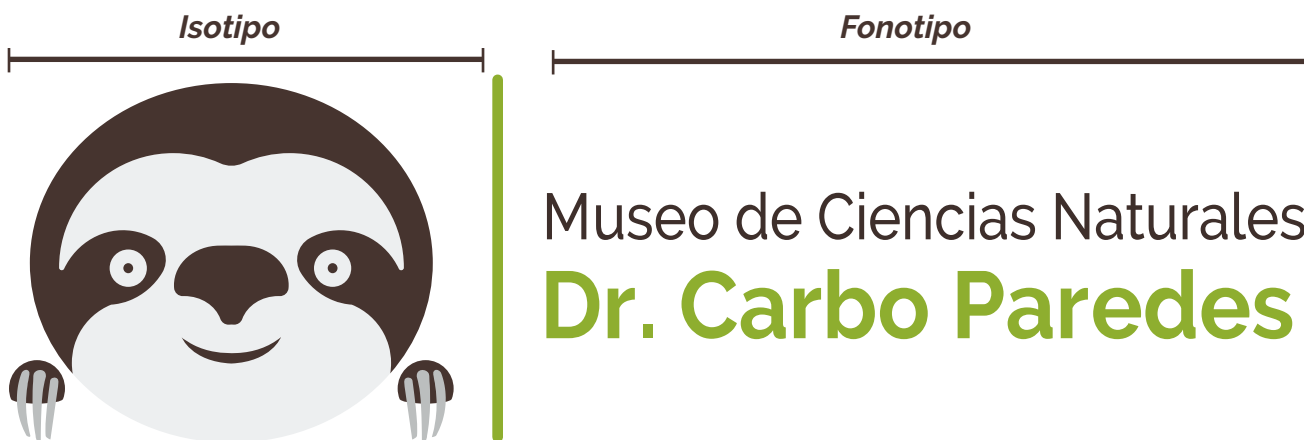 Isotipo
Fonotipo
Museo de Ciencias Naturales
Dr. Carbo Paredes